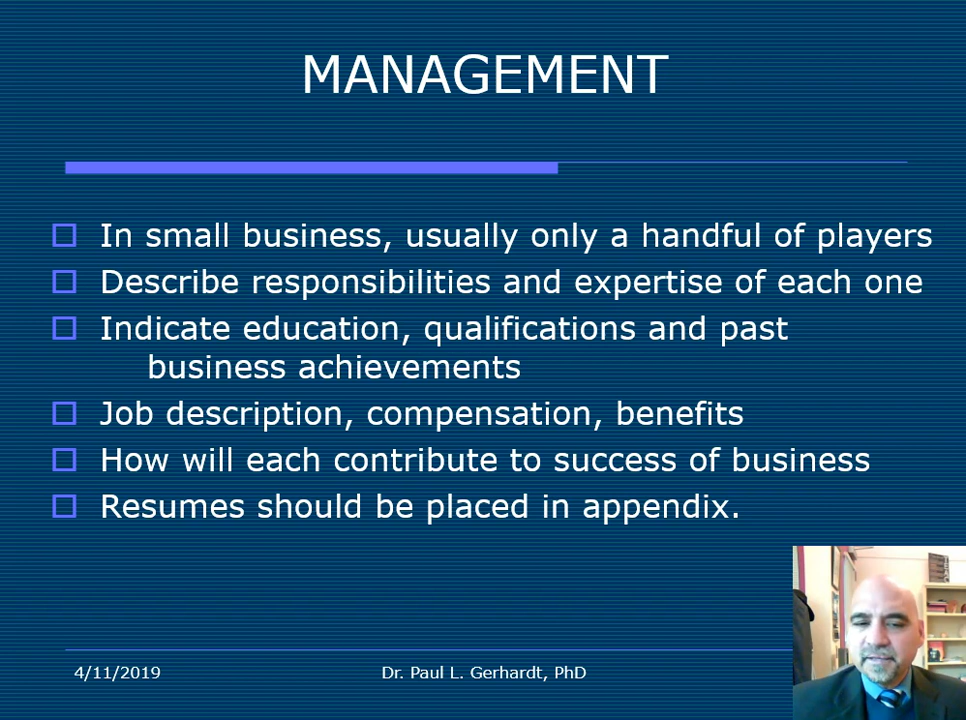 MANAGEMENT
In small business, usually only a handful of players
Describe responsibilities and expertise of each one
Indicate education, qualifications and past
business achievements
Job description, compensation, benefits
How will each contribute to success of business
Resumes should be placed in appendix.
4/11/2019
Dr. Paul L. Gerhardt, PhD